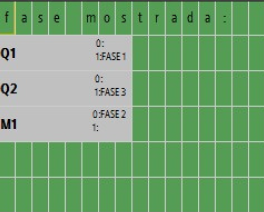 fase mostrada:
Q1 0:
1:FASE 1
Q2 0:
1:FASE 3
M1 0:FASE 2
1: